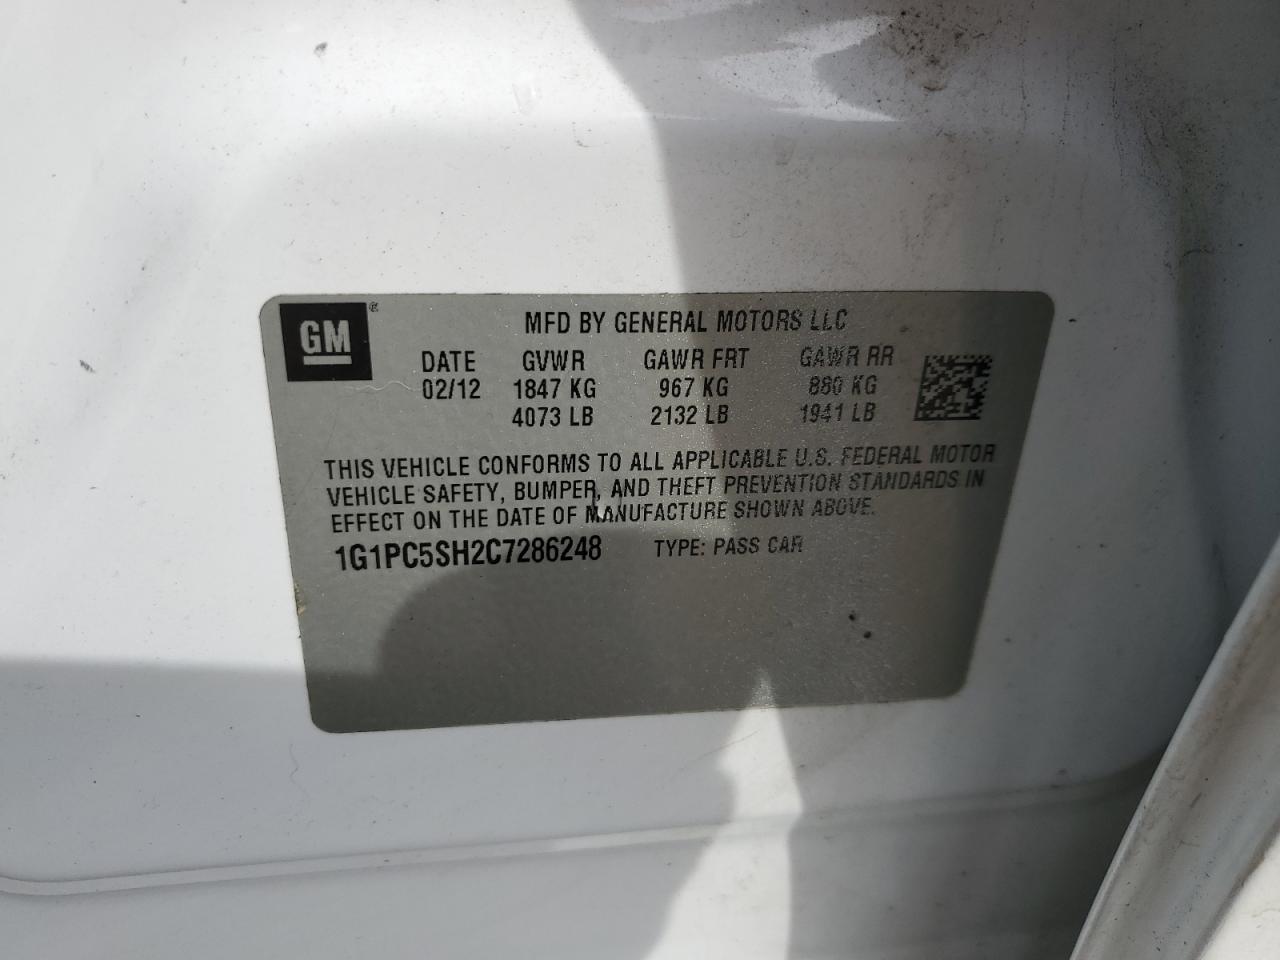 GM®
MFD BY GENERAL MOTORS LLC
DATE GVWR GAWR FRT GAWR RR
02/12 1847 KG 967 KG 880 KG
4073 LB 2132 LB 1941 LB
THIS VEHICLE CONFORMS TO ALL APPLICABLE U.S. FEDERAL MOTOR
VEHICLE SAFETY, BUMPER, AND THEFT PREVENTION STANDARDS IN
EFFECT ON THE DATE OF MANUFACTURE SHOWN ABOVE.
1G1PC5SH2C7286248 TYPE: PASS CAR